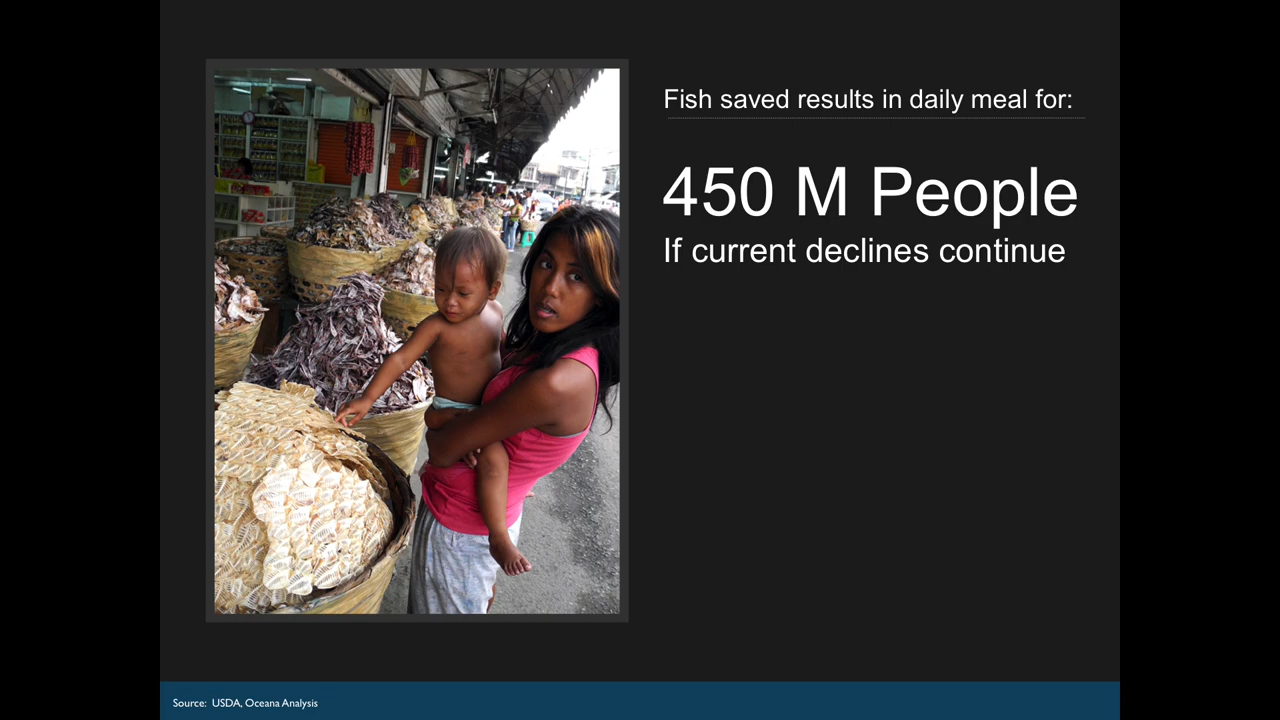 Fish saved results in daily meal for:
450 M People
If current declines continue
Source: USDA, Oceana Analysis